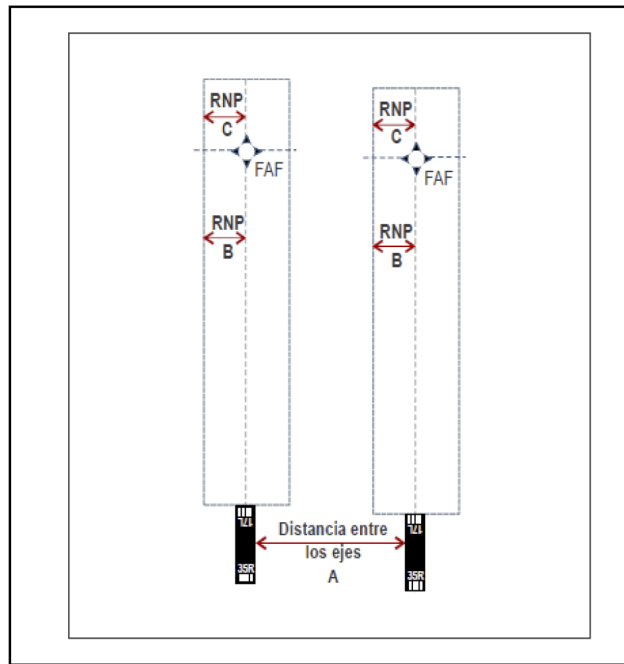 RNP
C
FAF
RNP
B
RNP
C
FAF
RNP
B
17L
35R
Distancia entre
los ejes
A
17L
35R